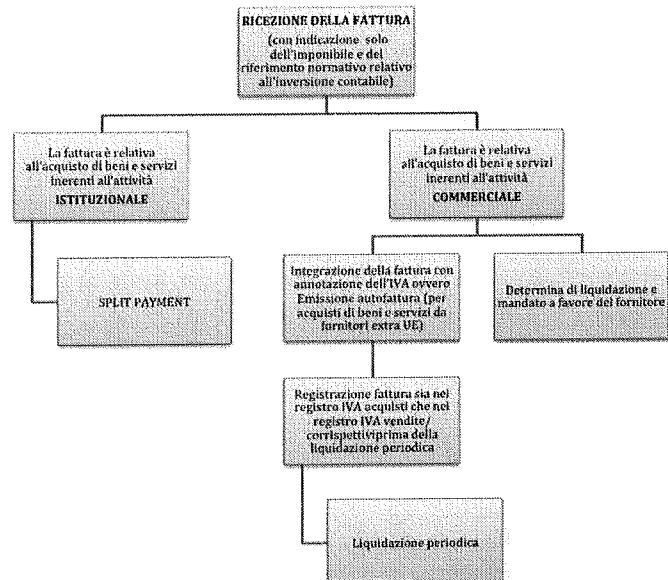 RICEZIONE DELLA FATTURA
(con indicazione solo
dell'imponibile e del
riferimento normativo relativo
all'inversione contabile)
La fattura è relativa
all'acquisto di beni e servizi
inerenti all'attività
ISTITUZIONALE
La fattura è relativa
all'acquisto di beni e servizi
inerenti all'attività
COMMERCIALE
SPLIT PAYMENT
Integrazione della fattura con
annotazione dell'IVA ovvero
Emissione autofattura (per
acquisti di beni e servizi da
fornitori extra UE)
Determina di liquidazione e
mandato a favore del fornitore
Registrazione fattura sia nel
registro IVA acquisti che nel
registro IVA vendite/
corrispettiviprima della
liquidazione periodica
Liquidazione periodica